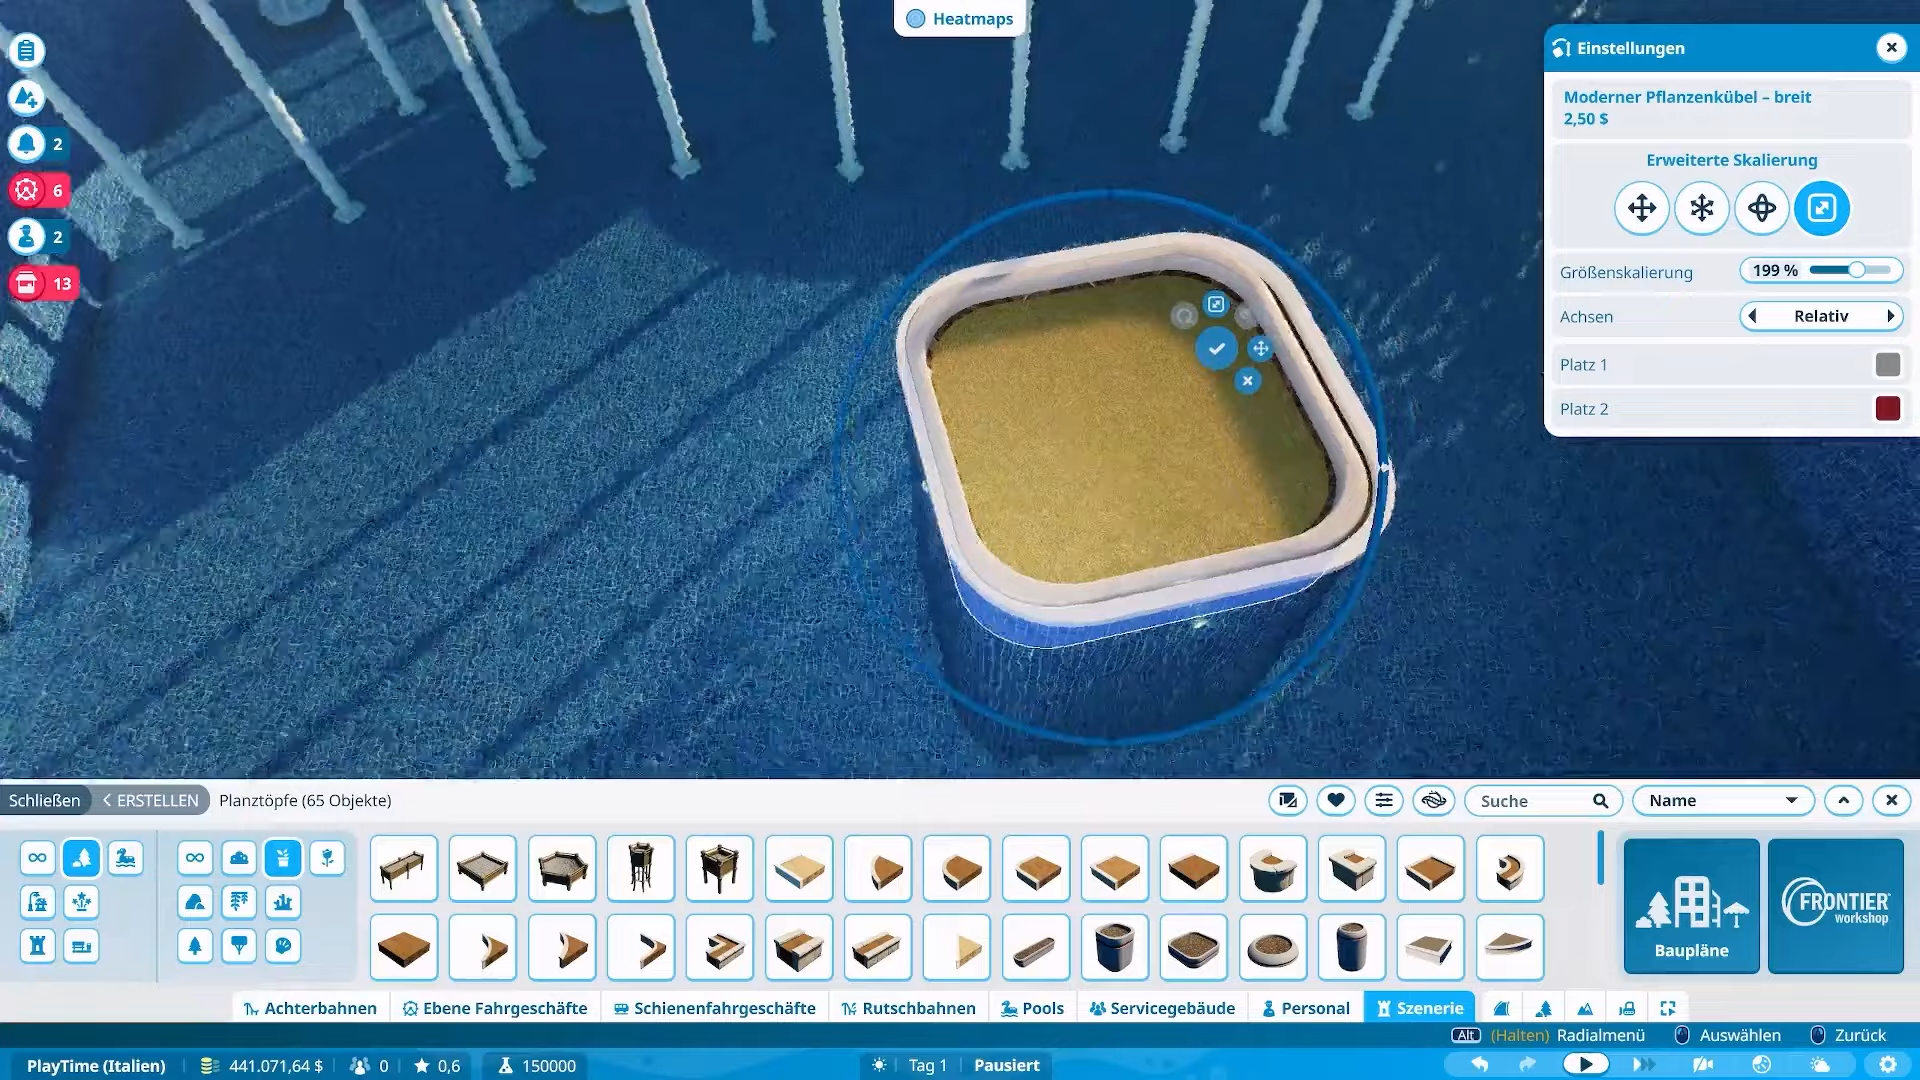 Heatmaps
2
6
2
13
Einstellungen
Moderner Pflanzenkübel – breit
2,50 $
Erweiterte Skalierung
Größenskalierung 199 %
Achsen Relativ
Platz 1
Platz 2
Schließen ERSTELLEN Planztöpfe (65 Objekte) Suche Name
Baupläne
FRONTIER
workshop
Achterbahnen Ebene Fahrgeschäfte Schienenfahrgeschäfte Rutschbahnen Pools Servicegebäude Personal Szenerie
Alt (Halten) Radialmenü Auswählen Zurück
PlayTime (Italien) 441.071,64 $ 0 0,6 150000 Tag 1 Pausiert